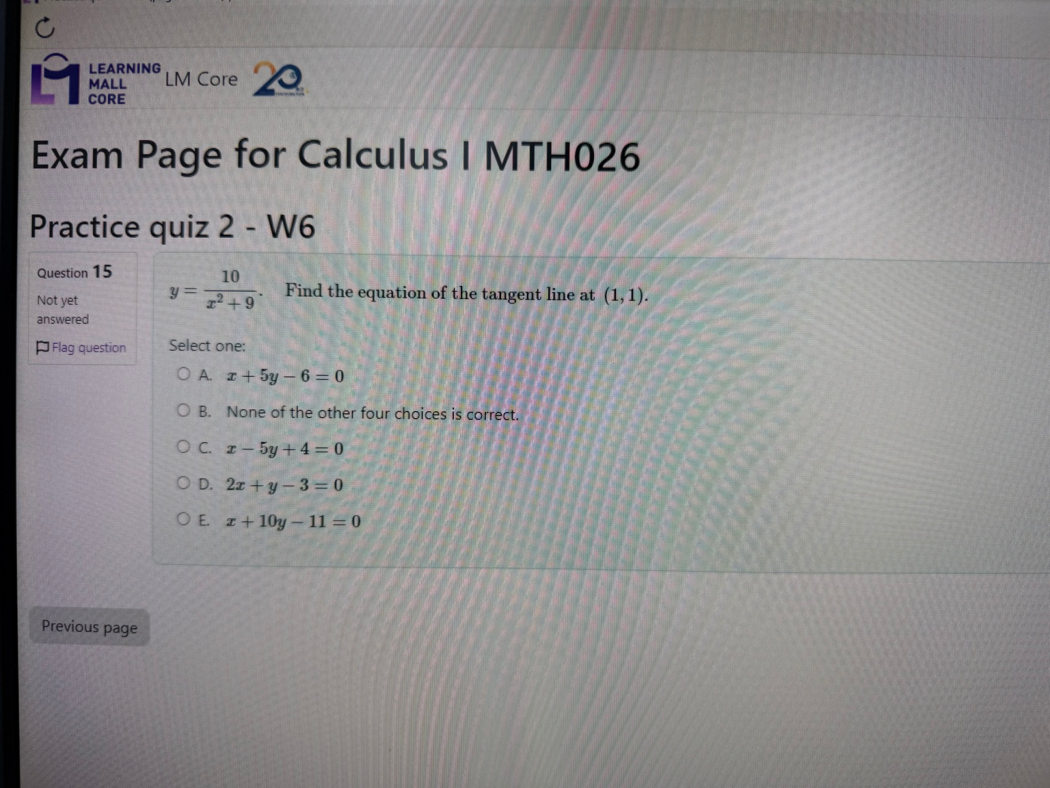 LEARNING
MALL
CORE
LM Core
20
Exam Page for Calculus I MTH026
Practice quiz 2 - W6
Question 15
Not yet
answered
Flag question
y = 10 / (x² + 9). Find the equation of the tangent line at (1, 1).
Select one:
A. x + 5y − 6 = 0
B. None of the other four choices is correct.
C. x − 5y + 4 = 0
D. 2x + y − 3 = 0
E. x + 10y − 11 = 0
Previous page